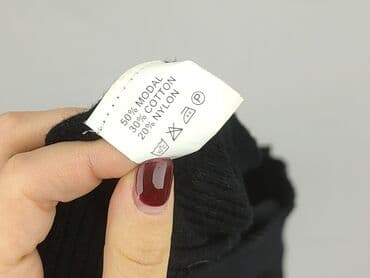 50% MODAL
30% COTTON
20% NYLON
P